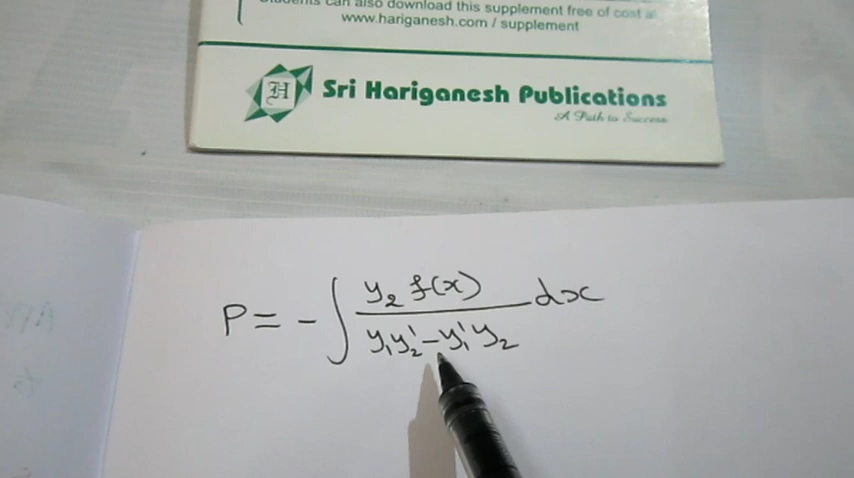 Students can also download this supplement free of cost at
www.hariganesh.com / supplement
H
Sri Hariganesh Publications
A Path to Success
P = - ∫ y₂ f(x) / (y₁y₂' - y₁'y₂) dx